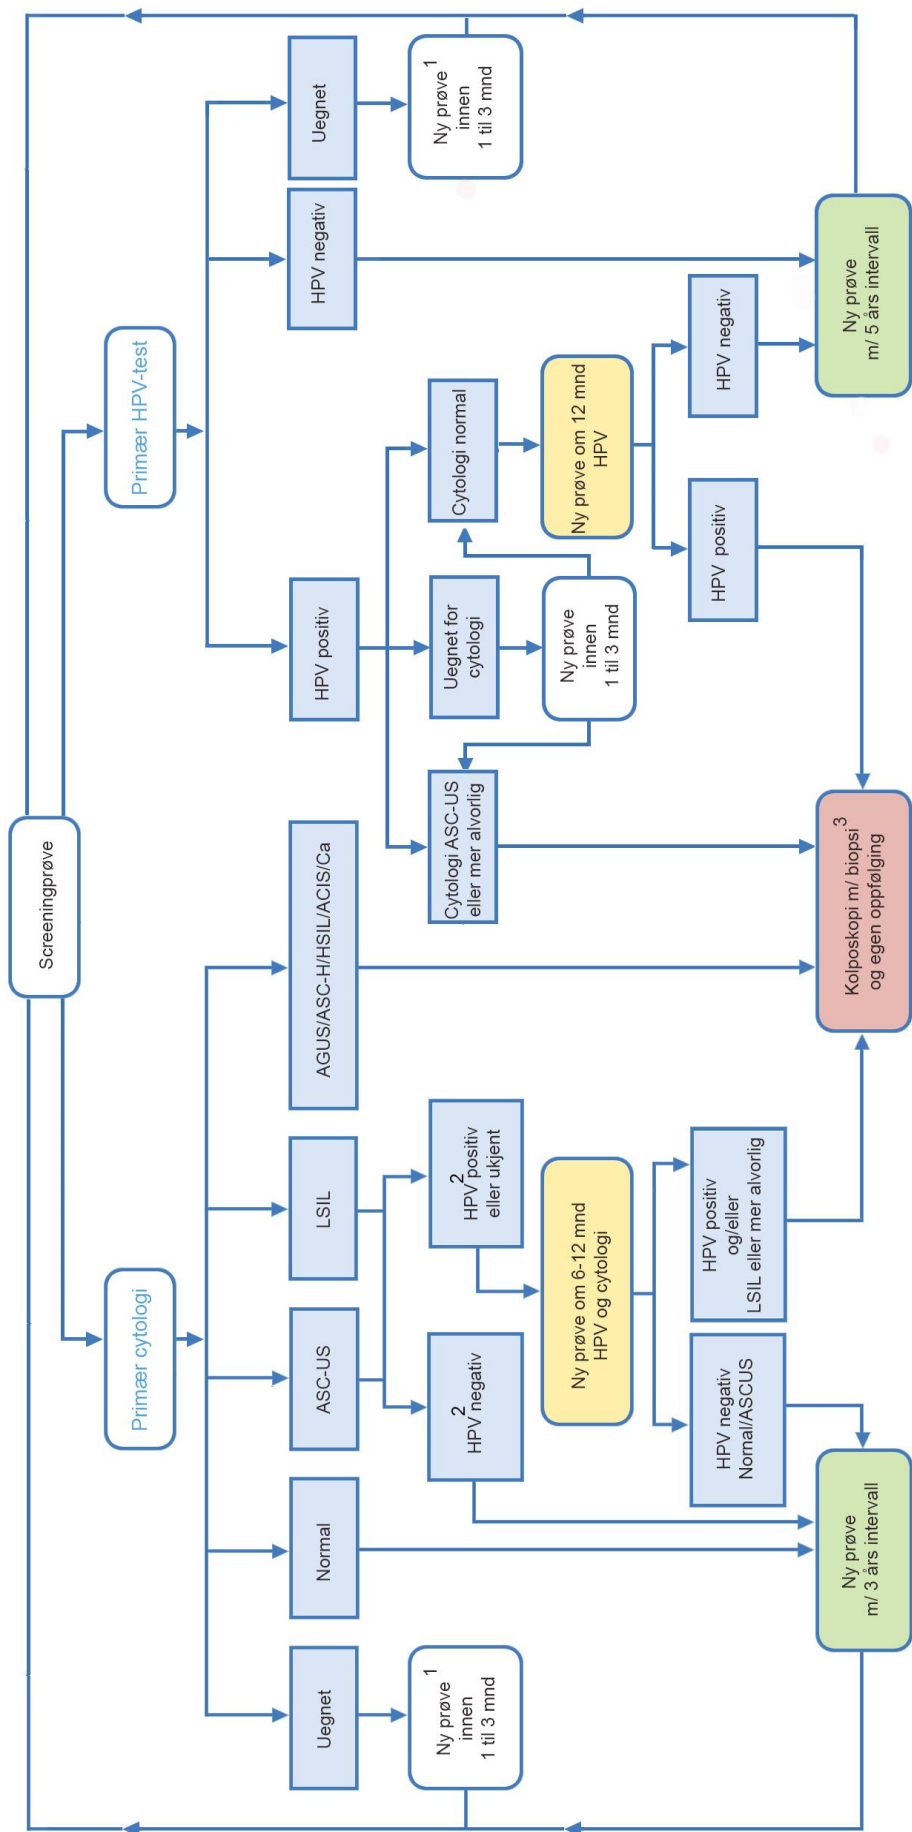 Screeningprøve
Primær cytologi
Primær HPV-test
Uegnet
Normal
ASC-US
LSIL
AGUS/ASC-H/HSIL/ACIS/Ca
HPV positiv
HPV negativ
Uegnet
Ny prøve 1
innen
1 til 3 mnd
2
HPV negativ
HPV 2 positiv
eller ukjent
Cytologi ASC-US
eller mer alvorlig
Uegnet for
cytologi
Cytologi normal
Ny prøve 1
innen
1 til 3 mnd
Ny prøve om 6-12 mnd
HPV og cytologi
Ny prøve
innen
1 til 3 mnd
Ny prøve om 12 mnd
HPV
HPV negativ
Normal/ASCUS
HPV positiv
og/eller
LSIL eller mer alvorlig
HPV positiv
HPV negativ
Ny prøve
m/ 3 års intervall
Kolposkopi m/ biopsi 3
og egen oppfølging
Ny prøve
m/ 5 års intervall